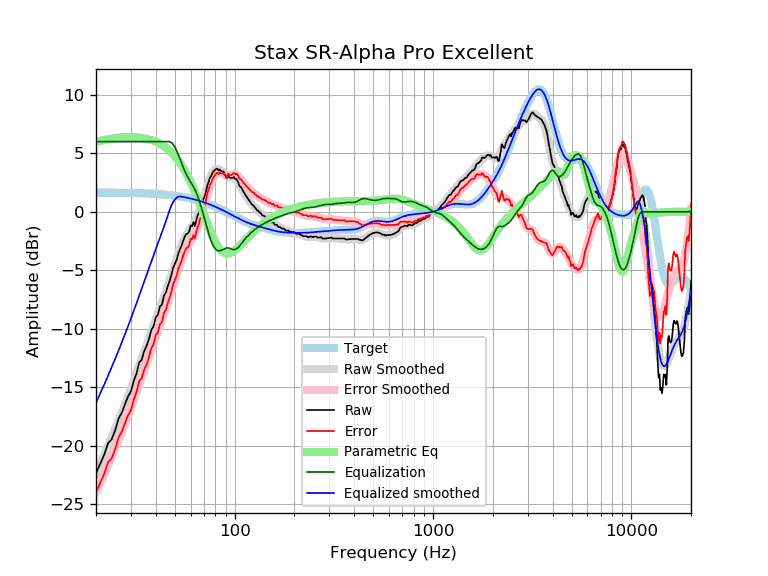 Stax SR-Alpha Pro Excellent
10
5
0
−5
−10
−15
−20
−25
Amplitude (dBr)
Target
Raw Smoothed
Error Smoothed
Raw
Error
Parametric Eq
Equalization
Equalized smoothed
100
1000
10000
Frequency (Hz)